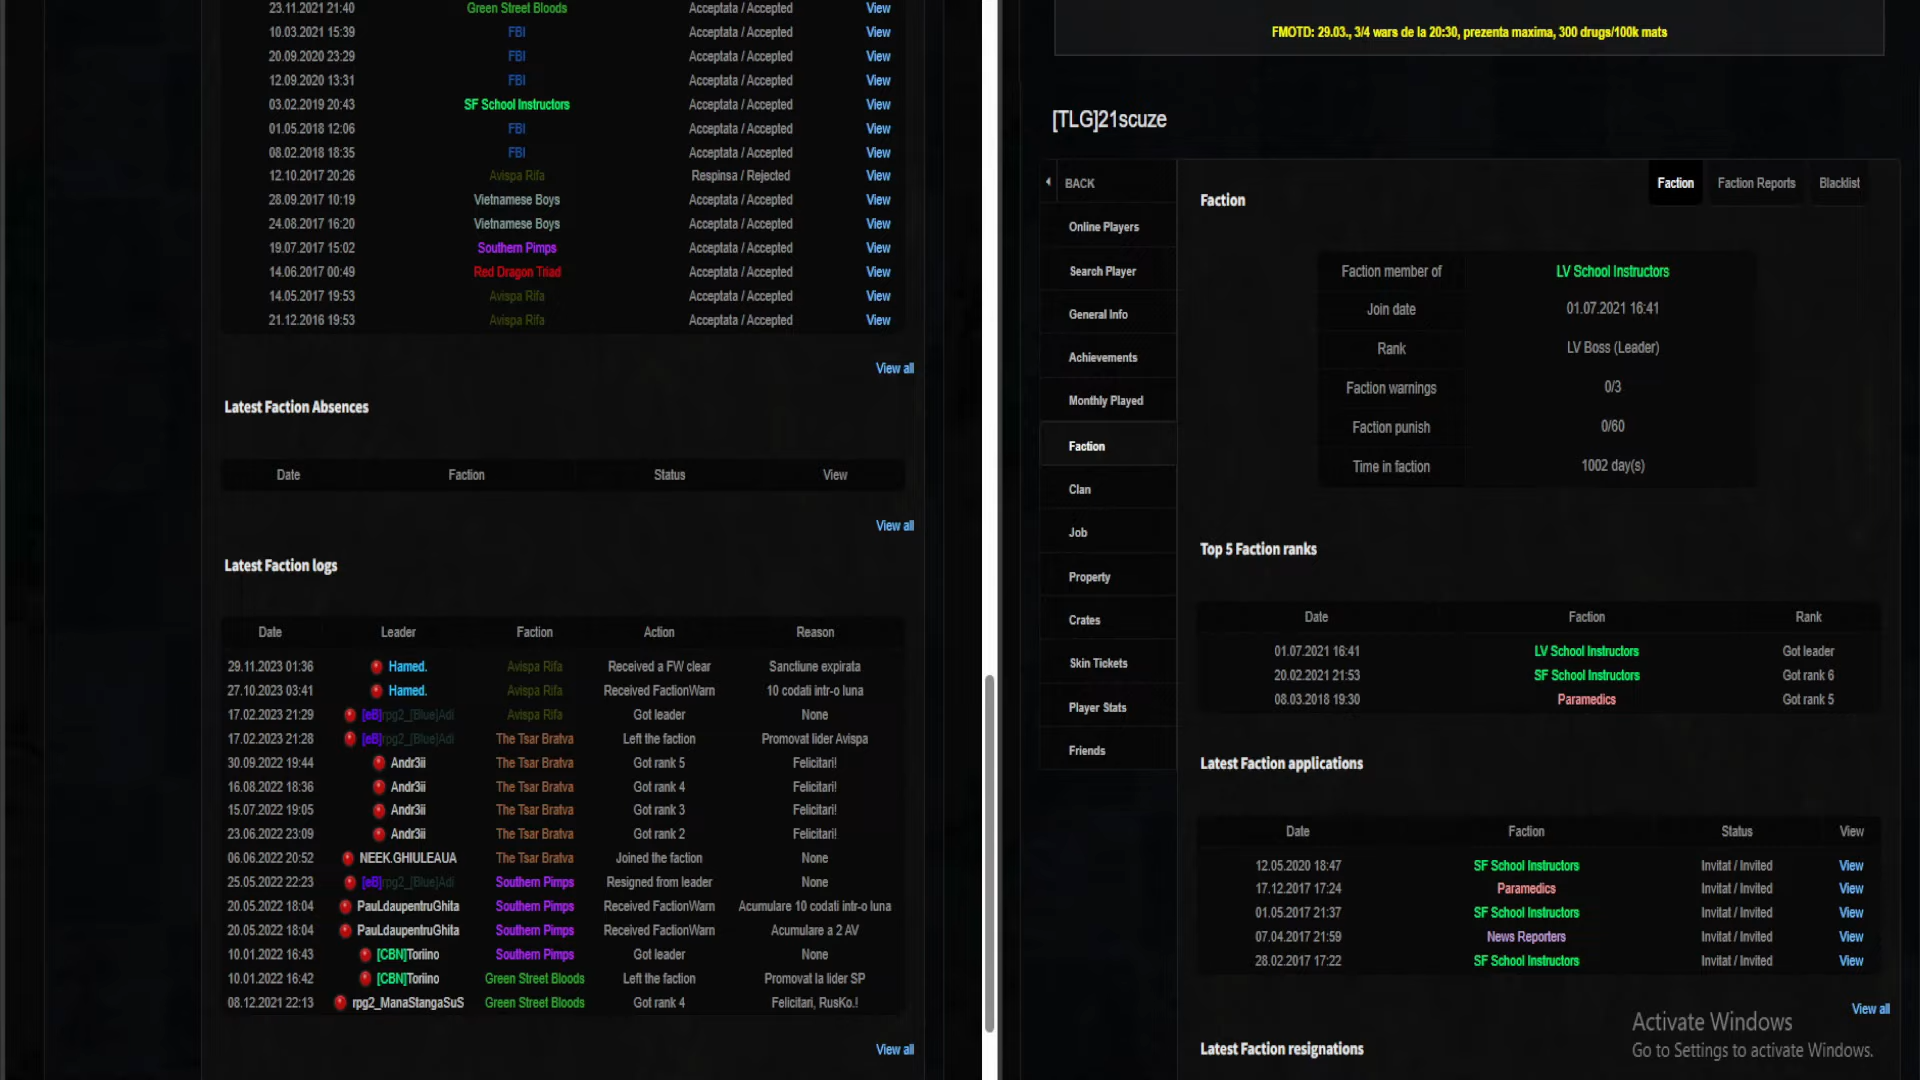 23.11.2021 21:40 Green Street Bloods Acceptata / Accepted View
10.03.2021 15:39 FBI Acceptata / Accepted View
20.09.2020 23:29 FBI Acceptata / Accepted View
12.09.2020 13:31 FBI Acceptata / Accepted View
03.02.2019 20:43 SF School Instructors Acceptata / Accepted View
01.05.2018 12:06 FBI Acceptata / Accepted View
08.02.2018 18:35 FBI Acceptata / Accepted View
12.10.2017 20:26 Avispa Rifa Respinsa / Rejected View
28.09.2017 10:19 Vietnamese Boys Acceptata / Accepted View
24.08.2017 16:20 Vietnamese Boys Acceptata / Accepted View
19.07.2017 15:02 Southern Pimps Acceptata / Accepted View
14.06.2017 00:49 Red Dragon Triad Acceptata / Accepted View
14.05.2017 19:53 Avispa Rifa Acceptata / Accepted View
21.12.2016 19:53 Avispa Rifa Acceptata / Accepted View
View all
Latest Faction Absences
Date Faction Status View
View all
Latest Faction logs
Date Leader Faction Action Reason
29.11.2023 01:36 Hamed. Avispa Rifa Received a FW clear Sanctiune expirata
27.10.2023 03:41 Hamed. Avispa Rifa Received FactionWarn 10 codati intr-o luna
17.02.2023 21:29 [eB]rpg2_[Blue]Adi Avispa Rifa Got leader None
17.02.2023 21:28 [eB]rpg2_[Blue]Adi The Tsar Bratva Left the faction Promovat lider Avispa
30.09.2022 19:44 Andr3ii The Tsar Bratva Got rank 5 Felicitari!
16.08.2022 18:36 Andr3ii The Tsar Bratva Got rank 4 Felicitari!
15.07.2022 19:05 Andr3ii The Tsar Bratva Got rank 3 Felicitari!
23.06.2022 23:09 Andr3ii The Tsar Bratva Got rank 2 Felicitari!
06.06.2022 20:52 NEEK.GHIULEAUA The Tsar Bratva Joined the faction None
25.05.2022 22:23 [eB]rpg2_[Blue]Adi Southern Pimps Resigned from leader None
20.05.2022 18:04 PauLdaupentruGhita Southern Pimps Received FactionWarn Acumulare 10 codati intr-o luna
20.05.2022 18:04 PauLdaupentruGhita Southern Pimps Received FactionWarn Acumulare a 2 AV
10.01.2022 16:43 [CBN]Toriino Southern Pimps Got leader None
10.01.2022 16:42 [CBN]Toriino Green Street Bloods Left the faction Promovat la lider SP
08.12.2021 22:13 rpg2_ManaStangaSuS Green Street Bloods Got rank 4 Felicitari, RusKo.!
View all
FMOTD: 29.03., 3/4 wars de la 20:30, prezenta maxima, 300 drugs/100k mats
[TLG]21scuze
BACK
Online Players
Search Player
General Info
Achievements
Monthly Played
Faction
Clan
Job
Property
Crates
Skin Tickets
Player Stats
Friends
Faction Faction Reports Blacklist
Faction
Faction member of LV School Instructors
Join date 01.07.2021 16:41
Rank LV Boss (Leader)
Faction warnings 0/3
Faction punish 0/60
Time in faction 1002 day(s)
Top 5 Faction ranks
Date Faction Rank
01.07.2021 16:41 LV School Instructors Got leader
20.02.2021 21:53 SF School Instructors Got rank 6
08.03.2018 19:30 Paramedics Got rank 5
Latest Faction applications
Date Faction Status View
12.05.2020 18:47 SF School Instructors Invitat / Invited View
17.12.2017 17:24 Paramedics Invitat / Invited View
01.05.2017 21:37 SF School Instructors Invitat / Invited View
07.04.2017 21:59 News Reporters Invitat / Invited View
28.02.2017 17:22 SF School Instructors Invitat / Invited View
View all
Latest Faction resignations
Activate Windows
Go to Settings to activate Windows.